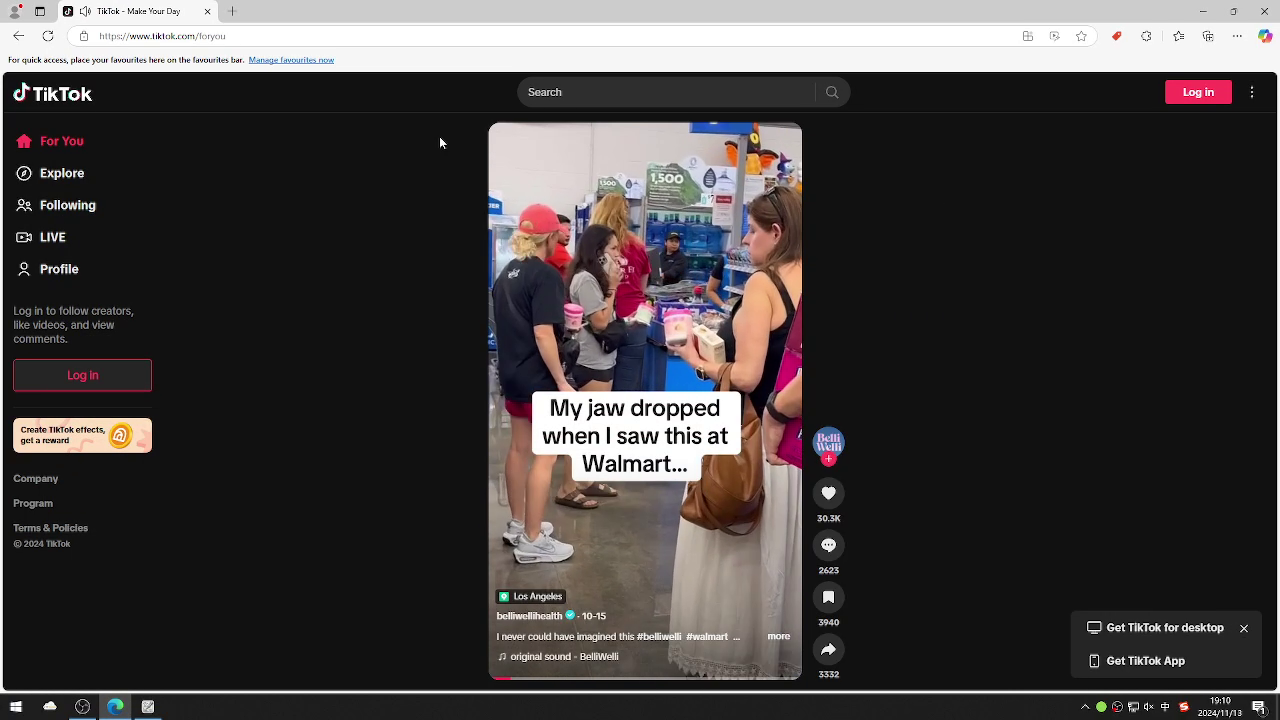 TikTok - Make Your Day
https://www.tiktok.com/foryou
For quick access, place your favourites here on the favourites bar. Manage favourites now
TikTok
Search
Log in
For You
Explore
Following
LIVE
Profile
Log in to follow creators,
like videos, and view
comments.
Log in
Create TikTok effects,
get a reward
Company
Program
Terms & Policies
© 2024 TikTok
1,500
1,500
My jaw dropped
when I saw this at
Walmart...
Los Angeles
belliwellihealth · 10-15
I never could have imagined this #belliwelli #walmart ... more
original sound - BelliWelli
Belli
Welli
30.3K
2623
3940
3332
Get TikTok for desktop
Get TikTok App
中
19:10
2024/11/13